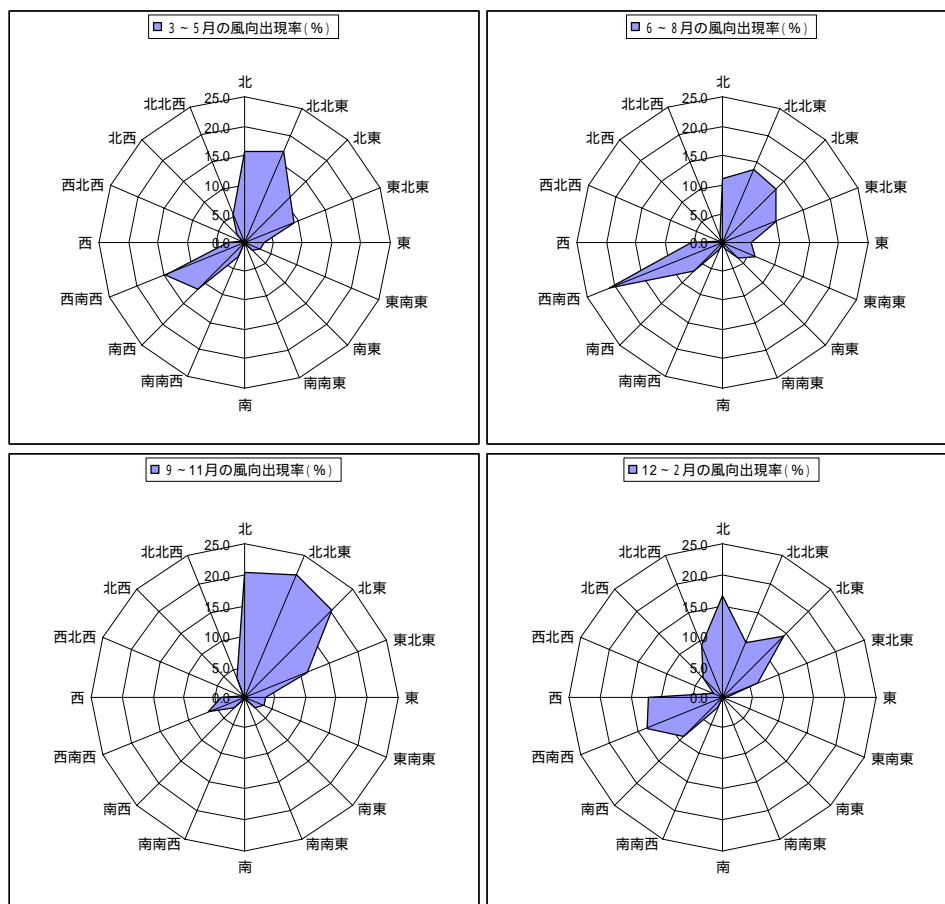 3～5月の風向出現率(%)
北
北北東
北東
東北東
東
東南東
南東
南南東
南
南南西
南西
西南西
西
西北西
北西
北北西
25.0
20.0
15.0
10.0
5.0
0.0
6～8月の風向出現率(%)
北
北北東
北東
東北東
東
東南東
南東
南南東
南
南南西
南西
西南西
西
西北西
北西
北北西
25.0
20.0
15.0
10.0
5.0
0.0
9～11月の風向出現率(%)
北
北北東
北東
東北東
東
東南東
南東
南南東
南
南南西
南西
西南西
西
西北西
北西
北北西
25.0
20.0
15.0
10.0
5.0
0.0
12～2月の風向出現率(%)
北
北北東
北東
東北東
東
東南東
南東
南南東
南
南南西
南西
西南西
西
西北西
北西
北北西
25.0
20.0
15.0
10.0
5.0
0.0